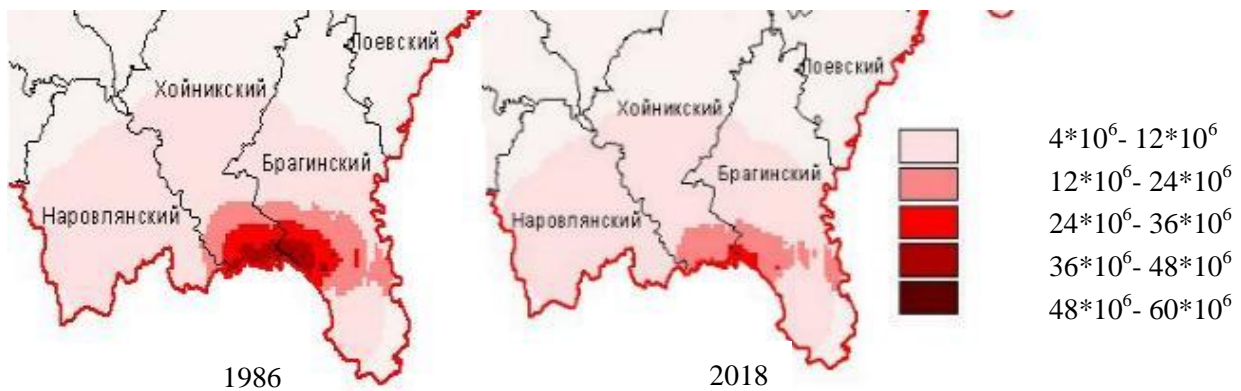 Лоевский
Хойникский
Брагинский
Наровлянский
1986
Лоевский
Хойникский
Брагинский
Наровлянский
2018
4*10⁶- 12*10⁶
12*10⁶- 24*10⁶
24*10⁶- 36*10⁶
36*10⁶- 48*10⁶
48*10⁶- 60*10⁶